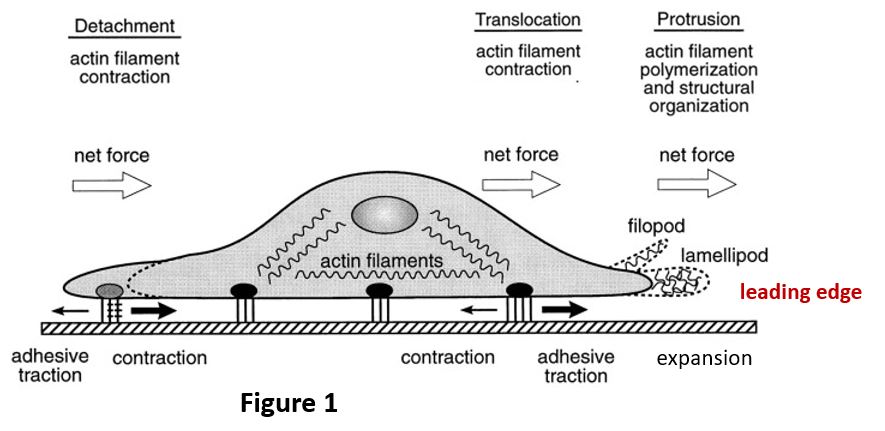 Detachment
actin filament
contraction
Translocation
actin filament
contraction
Protrusion
actin filament
polymerization
and structural
organization
net force
net force
net force
filopod
lamellipod
actin filaments
leading edge
adhesive
traction
contraction
contraction
adhesive
traction
expansion
Figure 1